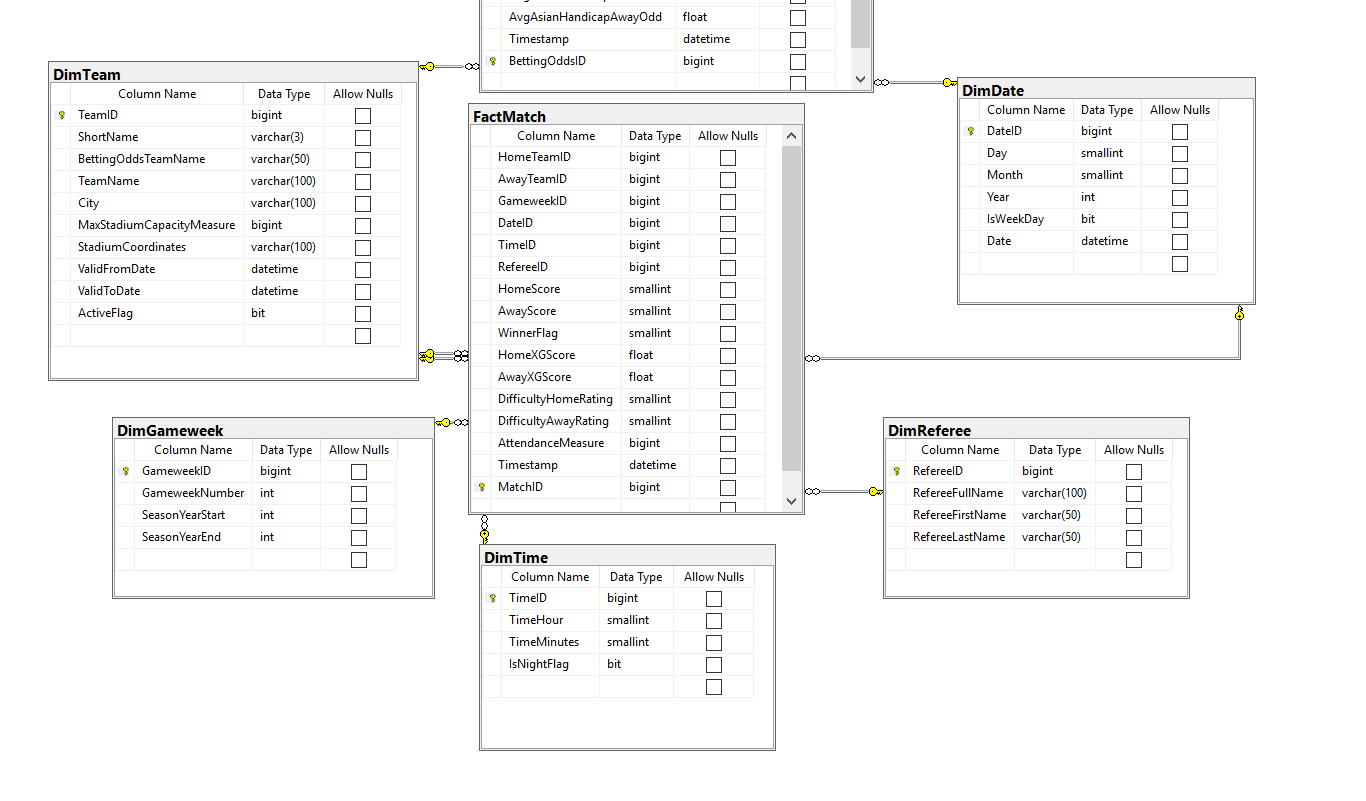 AvgAsianHandicapAwayOdd float
Timestamp datetime
BettingOddsID bigint
DimTeam
Column Name Data Type Allow Nulls
TeamID bigint
ShortName varchar(3)
BettingOddsTeamName varchar(50)
TeamName varchar(100)
City varchar(100)
MaxStadiumCapacityMeasure bigint
StadiumCoordinates varchar(100)
ValidFromDate datetime
ValidToDate datetime
ActiveFlag bit
FactMatch
Column Name Data Type Allow Nulls
HomeTeamID bigint
AwayTeamID bigint
GameweekID bigint
DateID bigint
TimeID bigint
RefereeID bigint
HomeScore smallint
AwayScore smallint
WinnerFlag smallint
HomeXGScore float
AwayXGScore float
DifficultyHomeRating smallint
DifficultyAwayRating smallint
AttendanceMeasure bigint
Timestamp datetime
MatchID bigint
DimDate
Column Name Data Type Allow Nulls
DateID bigint
Day smallint
Month smallint
Year int
IsWeekDay bit
Date datetime
DimGameweek
Column Name Data Type Allow Nulls
GameweekID bigint
GameweekNumber int
SeasonYearStart int
SeasonYearEnd int
DimReferee
Column Name Data Type Allow Nulls
RefereeID bigint
RefereeFullName varchar(100)
RefereeFirstName varchar(50)
RefereeLastName varchar(50)
DimTime
Column Name Data Type Allow Nulls
TimeID bigint
TimeHour smallint
TimeMinutes smallint
IsNightFlag bit